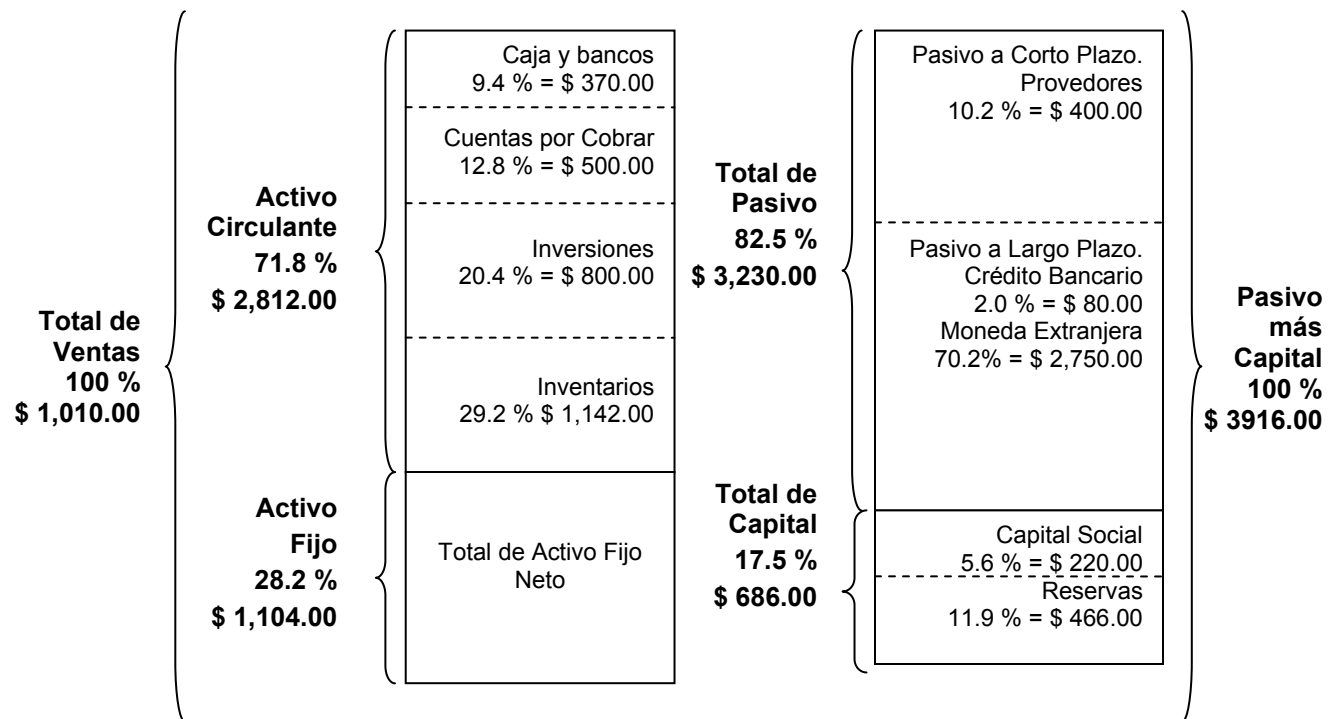 Total de
Ventas
100 %
$ 1,010.00
Activo
Circulante
71.8 %
$ 2,812.00
Activo
Fijo
28.2 %
$ 1,104.00
Caja y bancos
9.4 % = $ 370.00
Cuentas por Cobrar
12.8 % = $ 500.00
Inversiones
20.4 % = $ 800.00
Inventarios
29.2 % $ 1,142.00
Total de Activo Fijo
Neto
Total de
Pasivo
82.5 %
$ 3,230.00
Total de
Capital
17.5 %
$ 686.00
Pasivo a Corto Plazo.
Provedores
10.2 % = $ 400.00
Pasivo a Largo Plazo.
Crédito Bancario
2.0 % = $ 80.00
Moneda Extranjera
70.2% = $ 2,750.00
Capital Social
5.6 % = $ 220.00
Reservas
11.9 % = $ 466.00
Pasivo
más
Capital
100 %
$ 3916.00